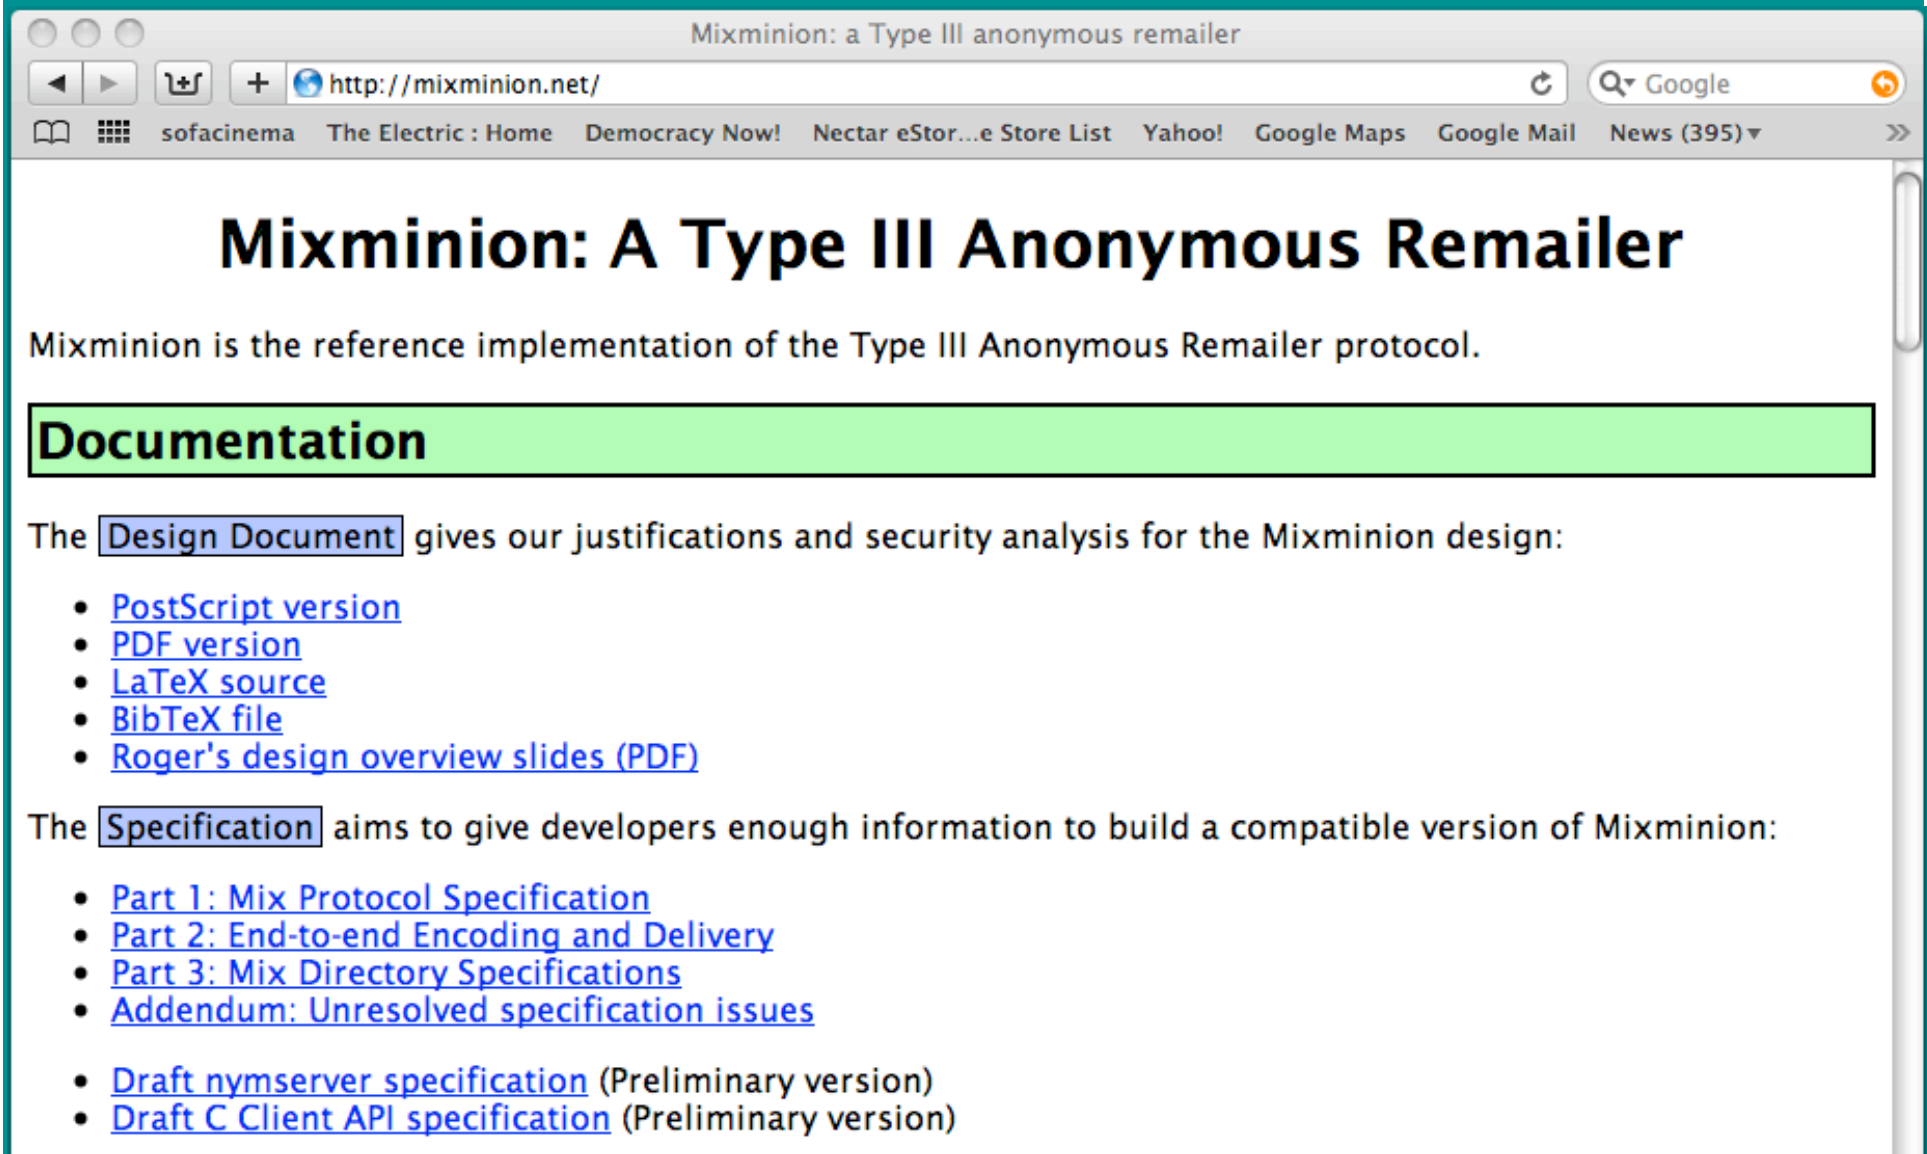 Mixminion: a Type III anonymous remailer
http://mixminion.net/
Google
sofacinema The Electric : Home Democracy Now! Nectar eStor...e Store List Yahoo! Google Maps Google Mail News (395)▾ »
Mixminion: A Type III Anonymous Remailer
Mixminion is the reference implementation of the Type III Anonymous Remailer protocol.
Documentation
The Design Document gives our justifications and security analysis for the Mixminion design:
• PostScript version
• PDF version
• LaTeX source
• BibTeX file
• Roger's design overview slides (PDF)
The Specification aims to give developers enough information to build a compatible version of Mixminion:
• Part 1: Mix Protocol Specification
• Part 2: End-to-end Encoding and Delivery
• Part 3: Mix Directory Specifications
• Addendum: Unresolved specification issues
• Draft nymserver specification (Preliminary version)
• Draft C Client API specification (Preliminary version)